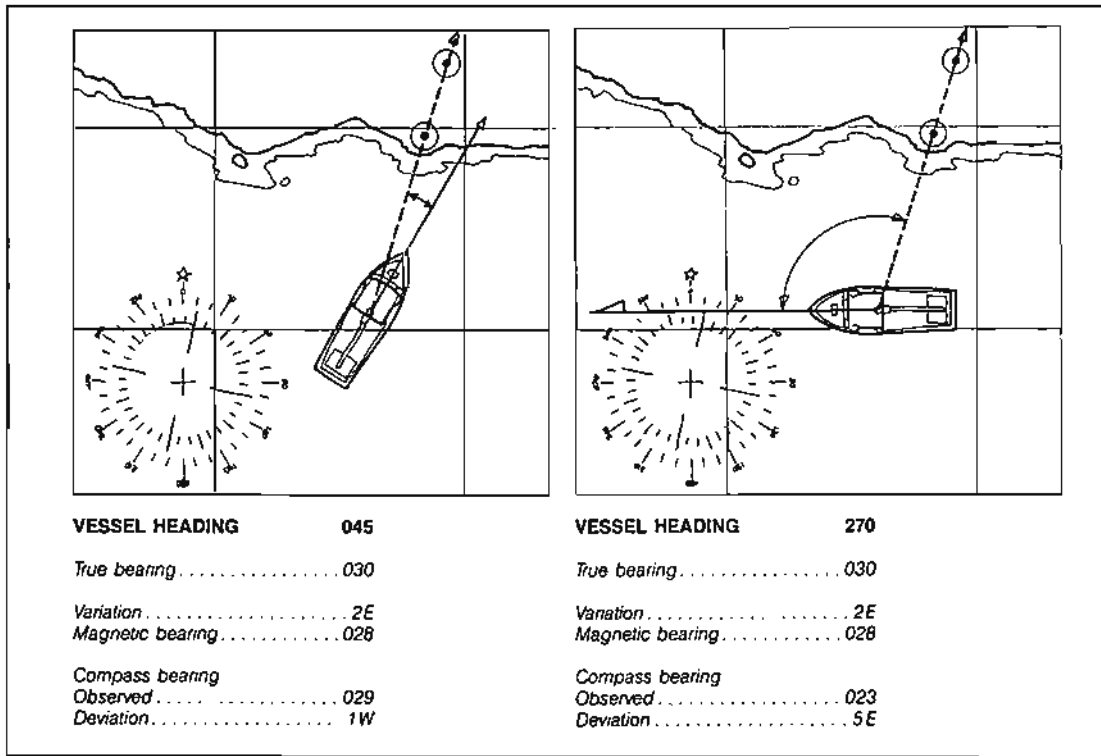 VESSEL HEADING 045
True bearing . . . . . . . . . . . . . . . . 030
Variation . . . . . . . . . . . . . . . . . . . 2E
Magnetic bearing . . . . . . . . . . . 028
Compass bearing
Observed . . . . . . . . . . . . . . . . . 029
Deviation . . . . . . . . . . . . . . . . . 1W
VESSEL HEADING 270
True bearing . . . . . . . . . . . . . . . . 030
Variation . . . . . . . . . . . . . . . . . . . 2E
Magnetic bearing . . . . . . . . . . . 028
Compass bearing
Observed . . . . . . . . . . . . . . . . . 023
Deviation . . . . . . . . . . . . . . . . . 5E